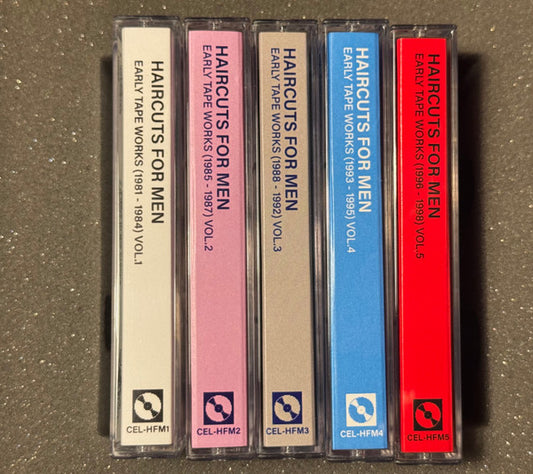 HAIRCUTS FOR MEN
EARLY TAPE WORKS (1981 - 1984) VOL.1
CEL-HFM1
HAIRCUTS FOR MEN
EARLY TAPE WORKS (1985 - 1987) VOL.2
CEL-HFM2
HAIRCUTS FOR MEN
EARLY TAPE WORKS (1988 - 1992) VOL.3
CEL-HFM3
HAIRCUTS FOR MEN
EARLY TAPE WORKS (1993 - 1995) VOL.4
CEL-HFM4
HAIRCUTS FOR MEN
EARLY TAPE WORKS (1996 - 1998) VOL.5
CEL-HFM5